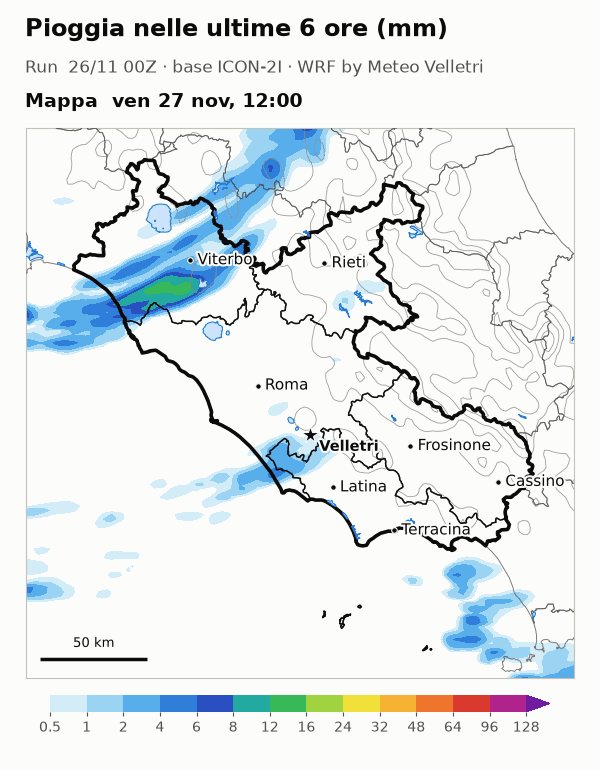 Pioggia nelle ultime 6 ore (mm)
Run 26/11 00Z · base ICON-2I · WRF by Meteo Velletri
Mappa ven 27 nov, 12:00
Viterbo
Rieti
Roma
Velletri
Frosinone
Latina
Cassino
Terracina
50 km
0.5 1 2 4 6 8 12 16 24 32 48 64 96 128